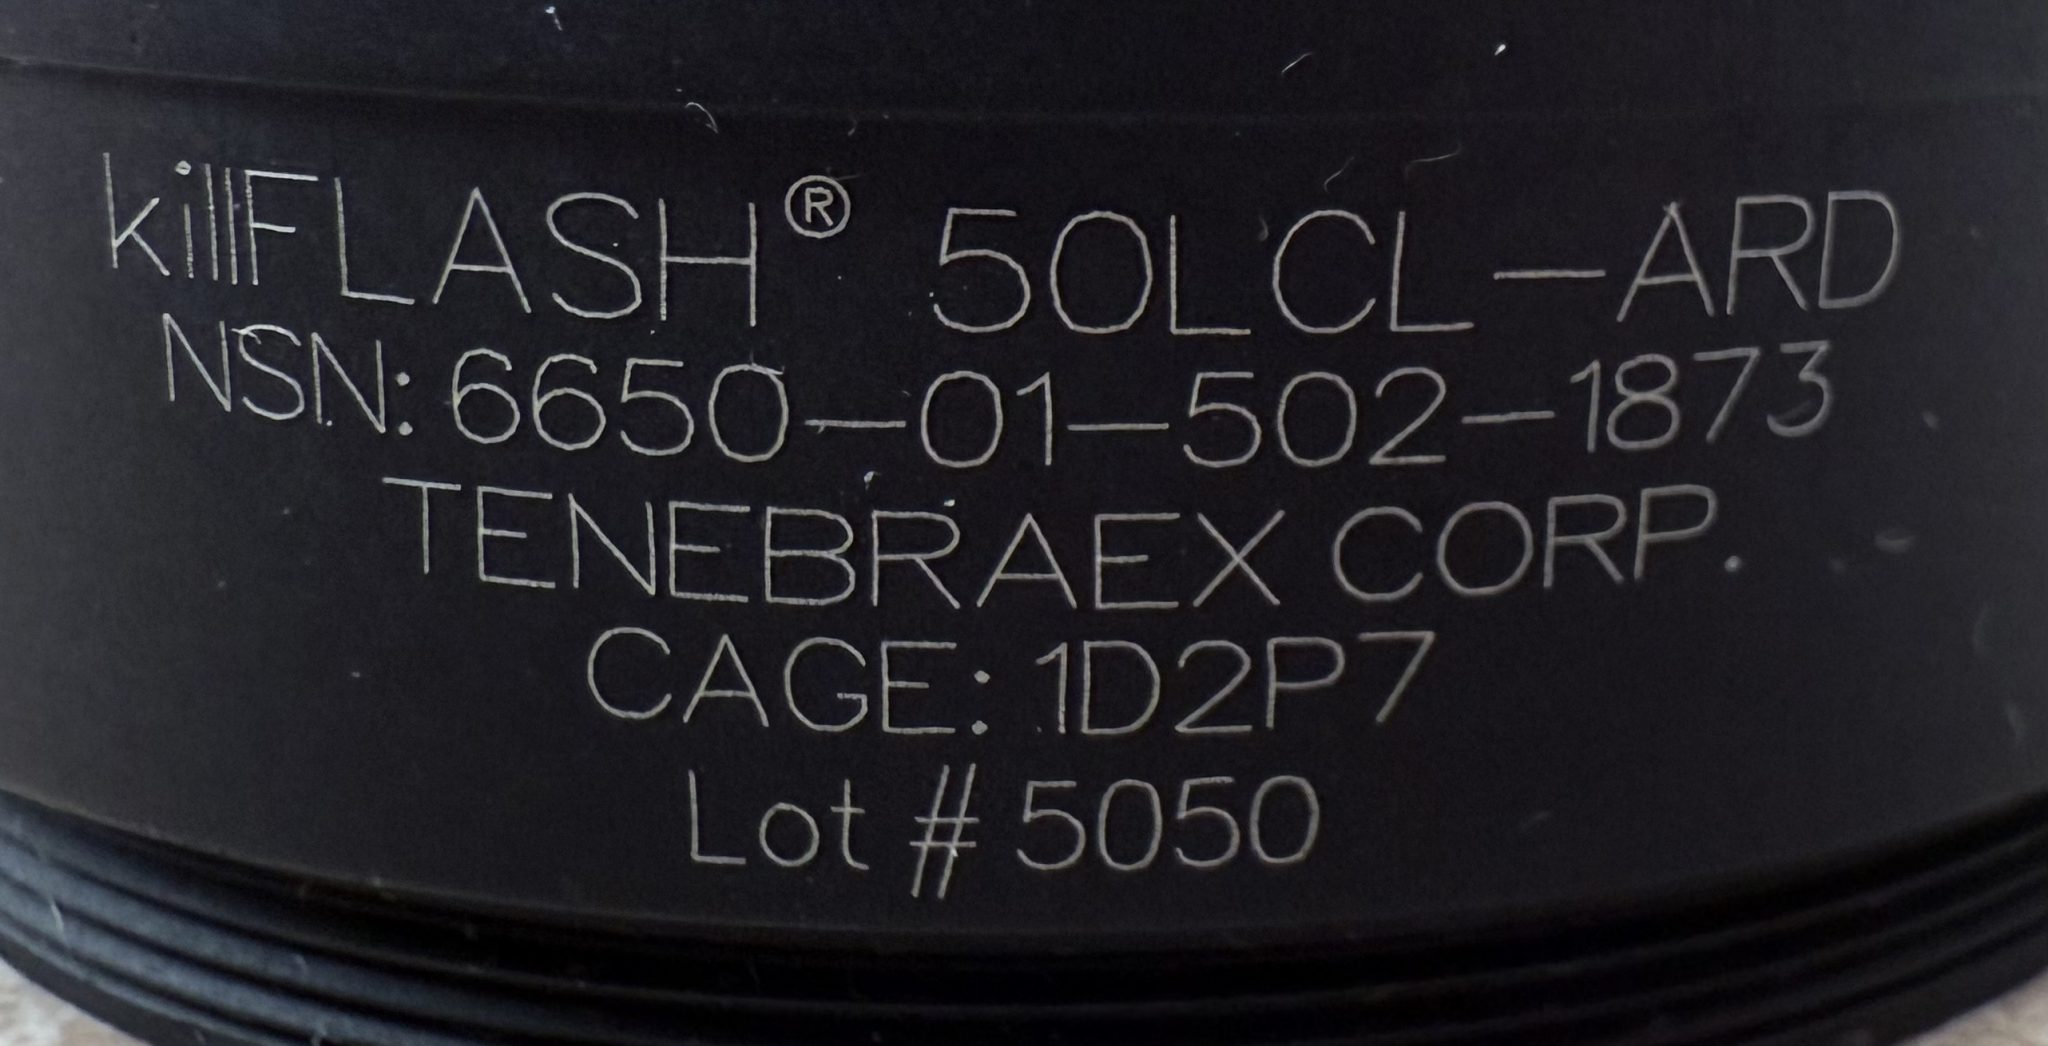 killFLASH® 50LCL-ARD
NSN: 6650-01-502-1873
TENEBRAEX CORP.
CAGE: 1D2P7
Lot # 5050